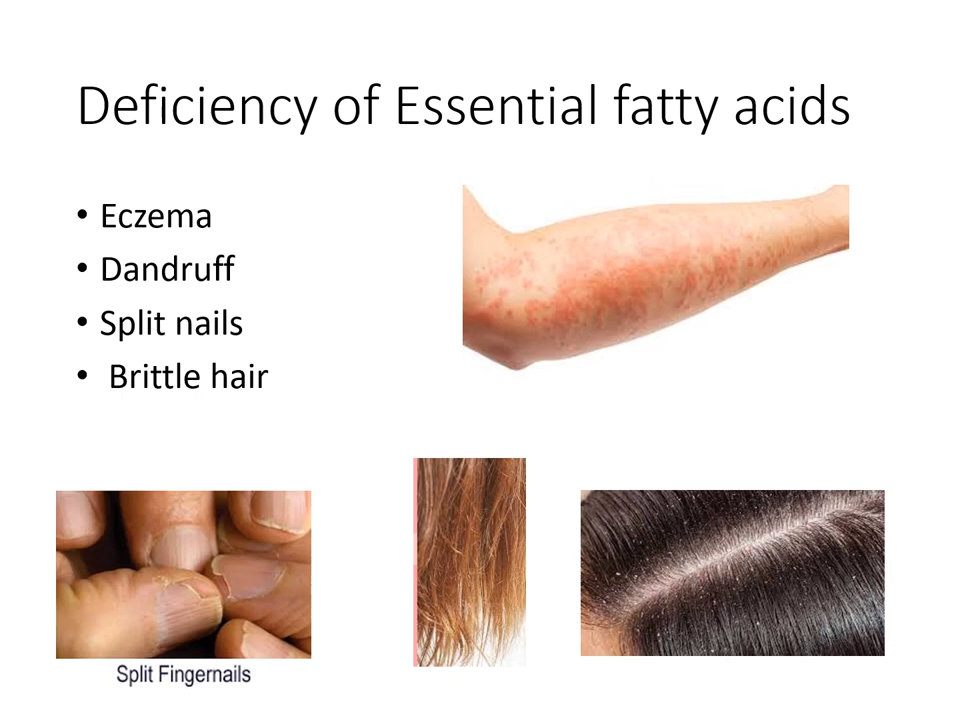 Deficiency of Essential fatty acids
• Eczema
• Dandruff
• Split nails
• Brittle hair
Split Fingernails